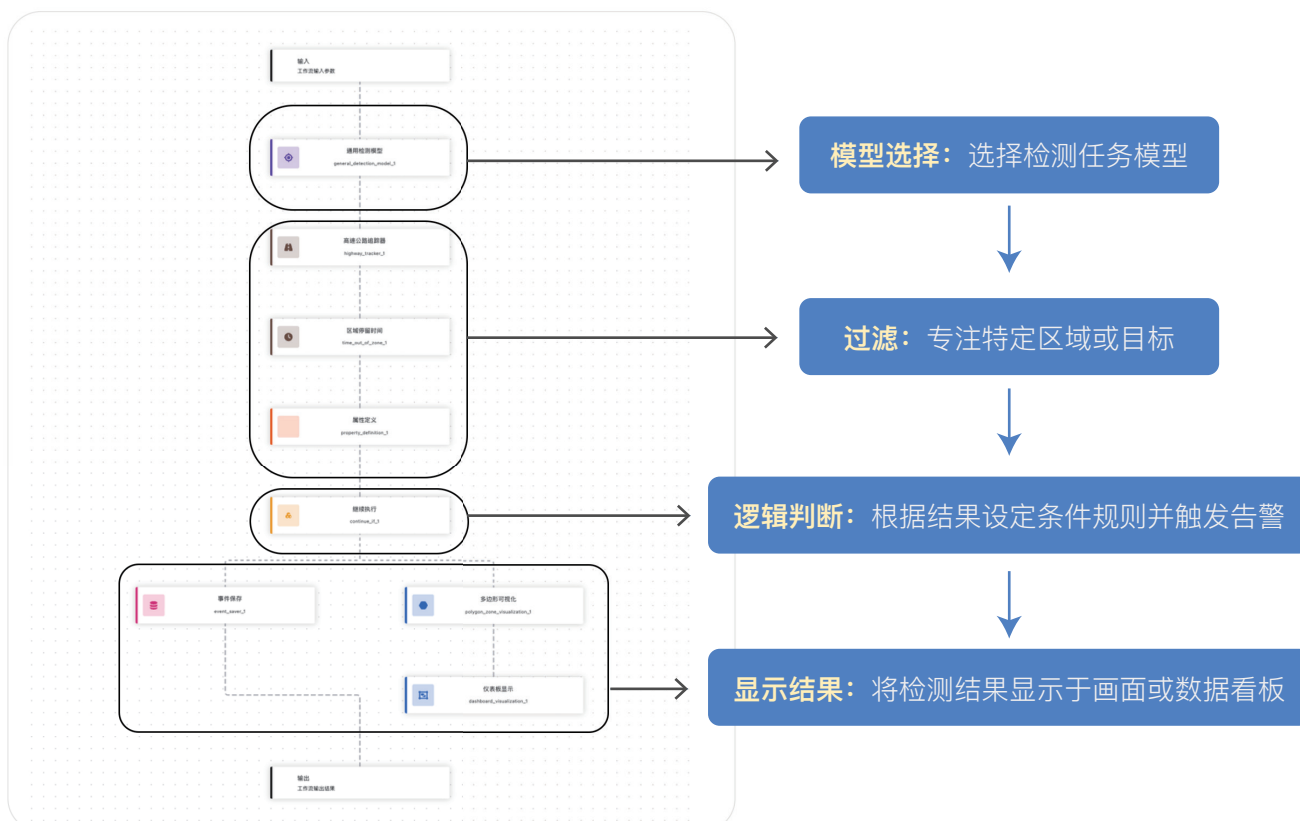 输入
工作流输入参数
通用检测模型
general_detection_model_1
模型选择：选择检测任务模型
高速公路追踪器
highway_tracker_1
区域停留时间
time_out_of_zone_1
过滤：专注特定区域或目标
属性定义
property_definition_1
继续执行
continue_if_1
逻辑判断：根据结果设定条件规则并触发告警
事件保存
event_saver_1
多边形可视化
polygon_zone_visualization_1
仪表板显示
dashboard_visualization_1
显示结果：将检测结果显示于画面或数据看板
输出
工作流输出结果